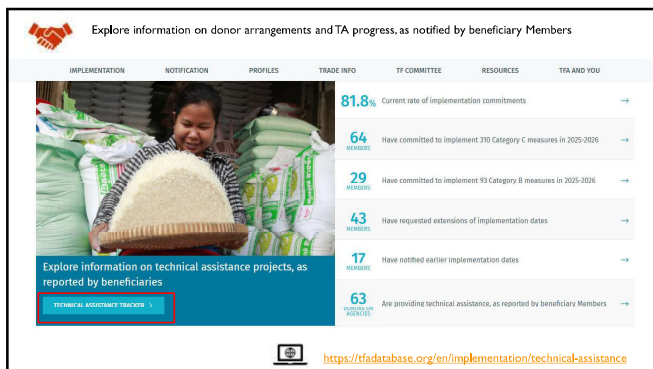 Explore information on donor arrangements and TA progress, as notified by beneficiary Members
IMPLEMENTATION NOTIFICATION PROFILES TRADE INFO TF COMMITTEE RESOURCES TFA AND YOU
81.8% Current rate of implementation commitments →
64 MEMBERS Have committed to implement 310 Category C measures in 2025-2026 →
29 MEMBERS Have committed to implement 93 Category B measures in 2025-2026 →
43 MEMBERS Have requested extensions of implementation dates →
17 MEMBERS Have notified earlier implementation dates →
63 AGENCIES Are providing technical assistance, as reported by beneficiary Members →
Explore information on technical assistance projects, as
reported by beneficiaries
TECHNICAL ASSISTANCE TRACKER >
https://tfadatabase.org/en/implementation/technical-assistance